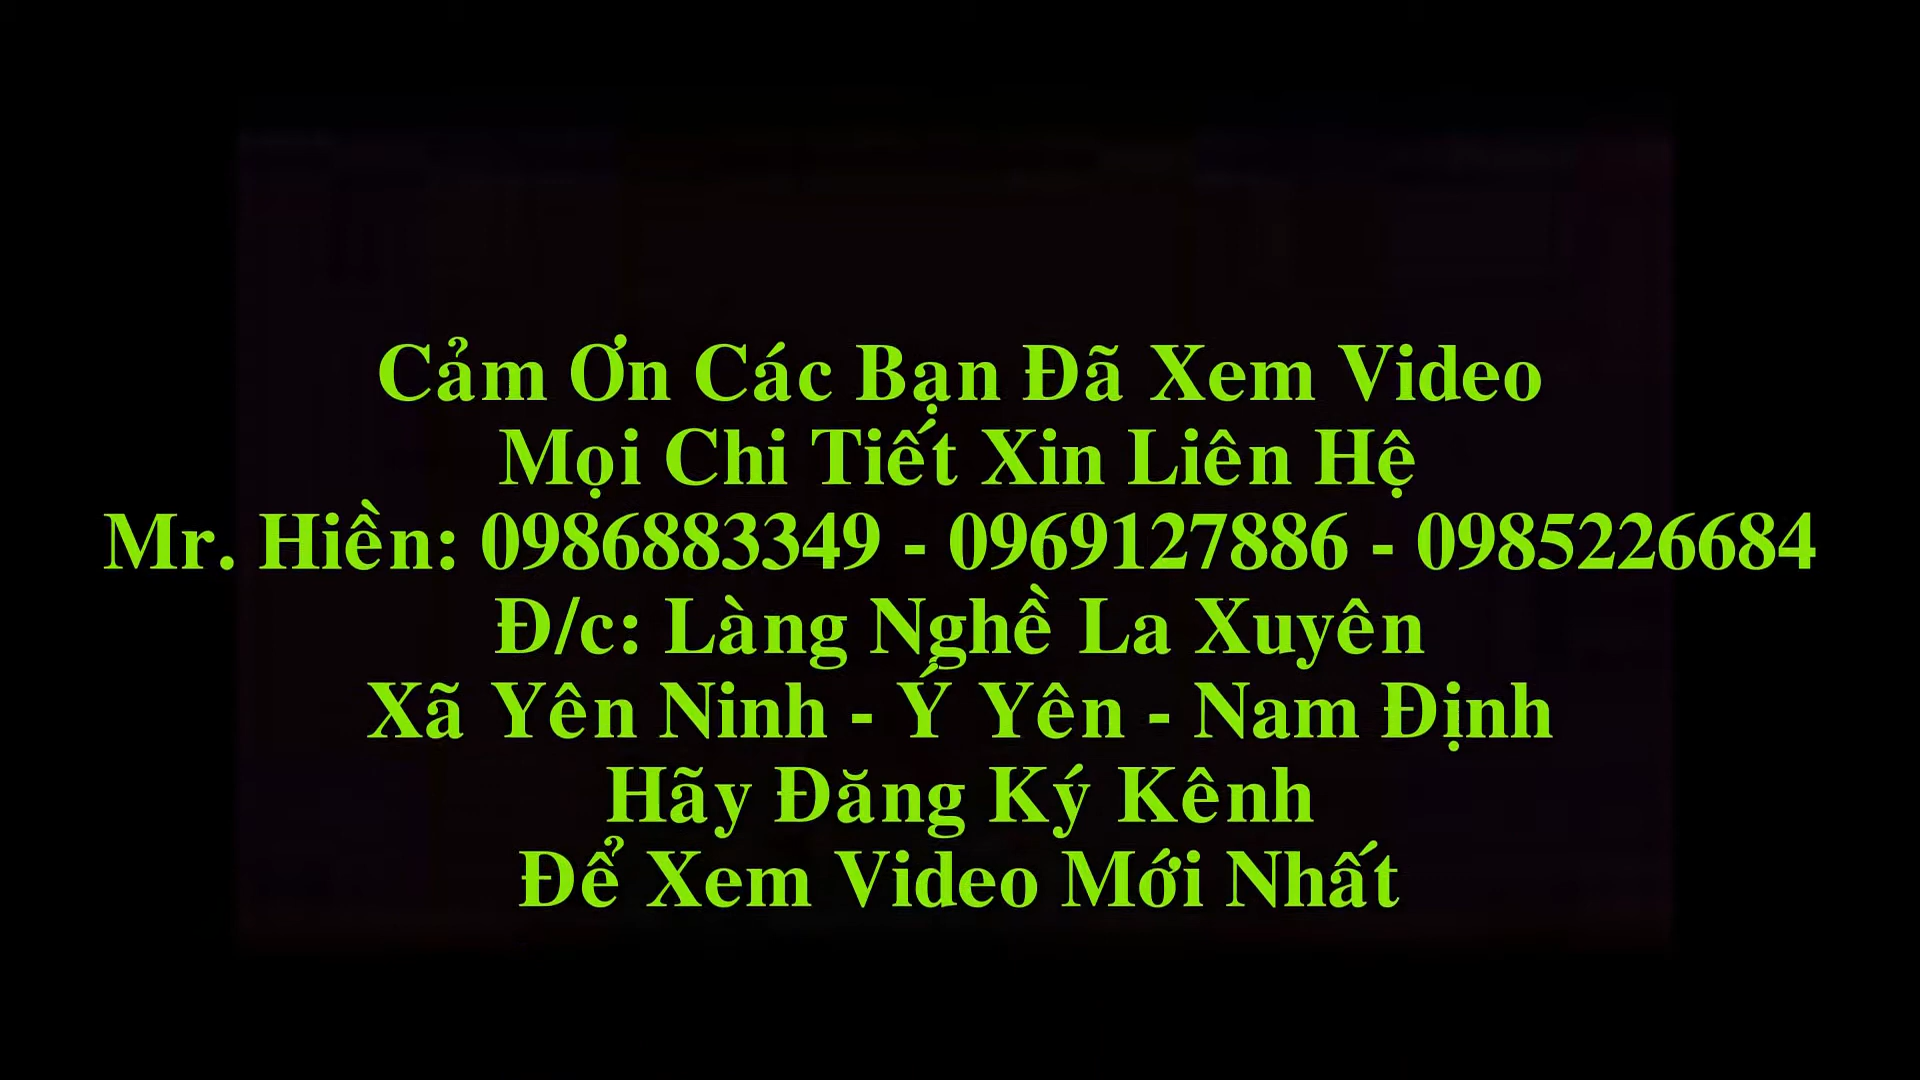 Cảm Ơn Các Bạn Đã Xem Video
Mọi Chi Tiết Xin Liên Hệ
Mr. Hiền: 0986883349 - 0969127886 - 0985226684
Đ/c: Làng Nghề La Xuyên
Xã Yên Ninh - Ý Yên - Nam Định
Hãy Đăng Ký Kênh
Để Xem Video Mới Nhất